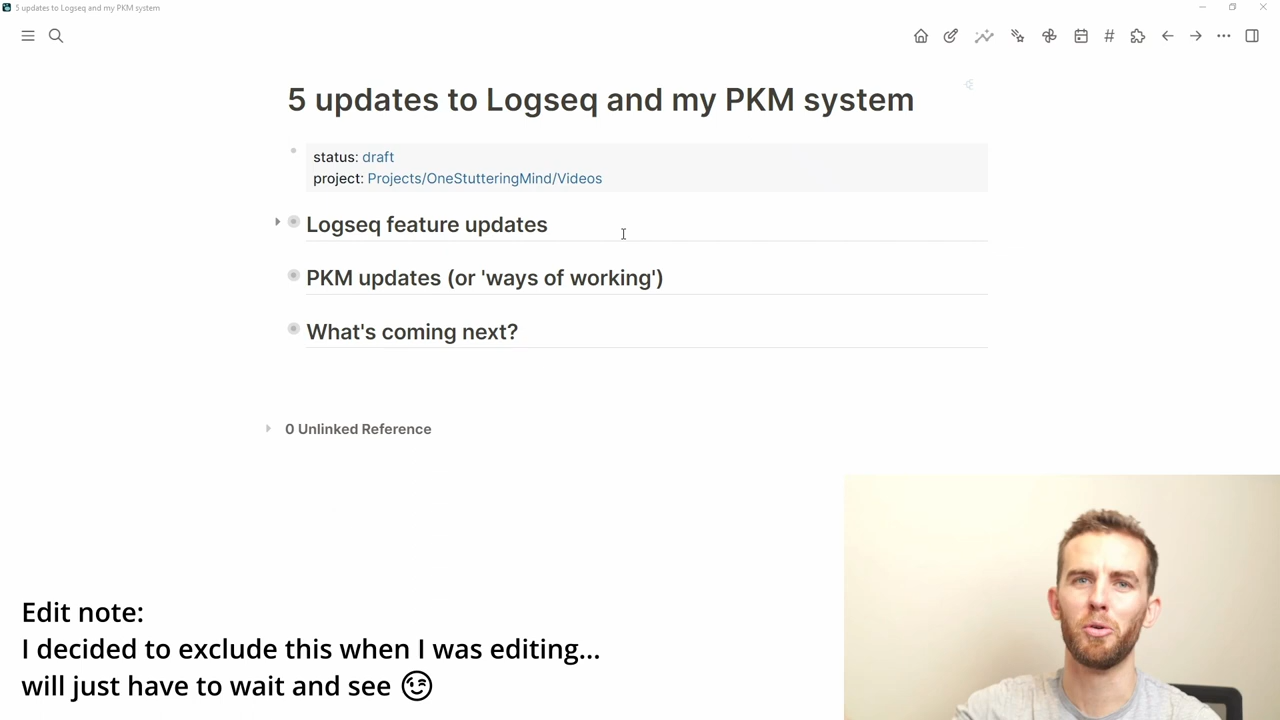 5 updates to Logseq and my PKM system
5 updates to Logseq and my PKM system
status: draft
project: Projects/OneStutteringMind/Videos
Logseq feature updates
PKM updates (or 'ways of working')
What's coming next?
0 Unlinked Reference
Edit note:
I decided to exclude this when I was editing...
will just have to wait and see 😉